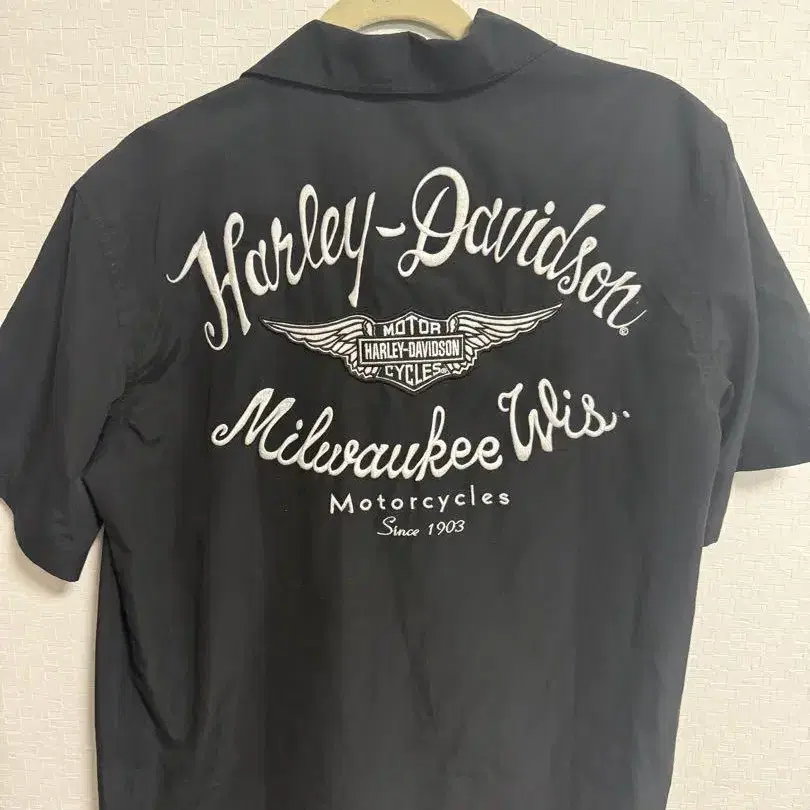 Harley-Davidson©
MOTOR
HARLEY-DAVIDSON
CYCLES®
Milwaukee Wis.
Motorcycles
Since 1903